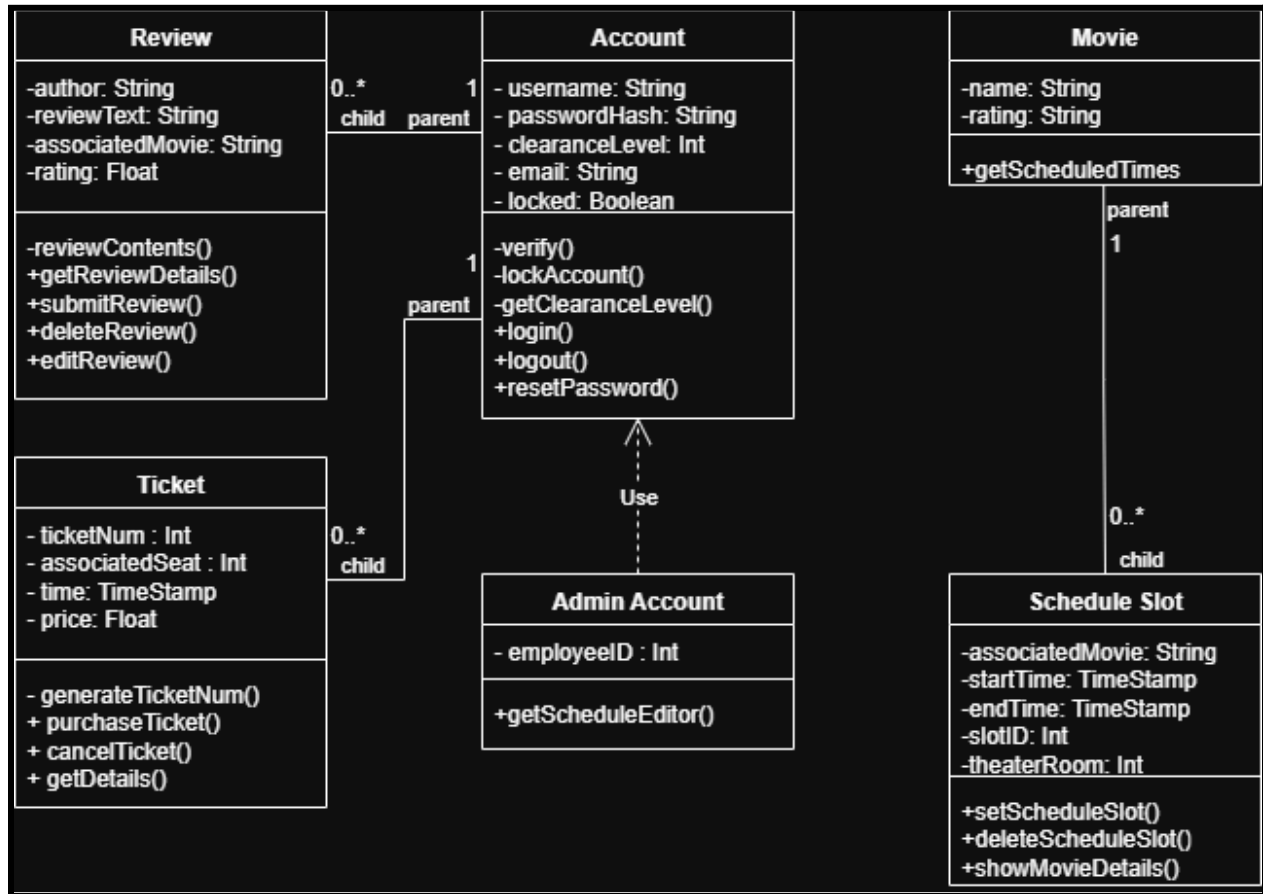 Review
-author: String
-reviewText: String
-associatedMovie: String
-rating: Float
-reviewContents()
+getReviewDetails()
+submitReview()
+deleteReview()
+editReview()
0..*
child
1
parent
Account
- username: String
- passwordHash: String
- clearanceLevel: Int
- email: String
- locked: Boolean
-verify()
-lockAccount()
-getClearanceLevel()
+login()
+logout()
+resetPassword()
1
parent
0..*
child
Ticket
- ticketNum : Int
- associatedSeat : Int
- time: TimeStamp
- price: Float
- generateTicketNum()
+ purchaseTicket()
+ cancelTicket()
+ getDetails()
Use
Admin Account
- employeeID : Int
+getScheduleEditor()
Movie
-name: String
-rating: String
+getScheduledTimes
parent
1
0..*
child
Schedule Slot
-associatedMovie: String
-startTime: TimeStamp
-endTime: TimeStamp
-slotID: Int
-theaterRoom: Int
+setScheduleSlot()
+deleteScheduleSlot()
+showMovieDetails()